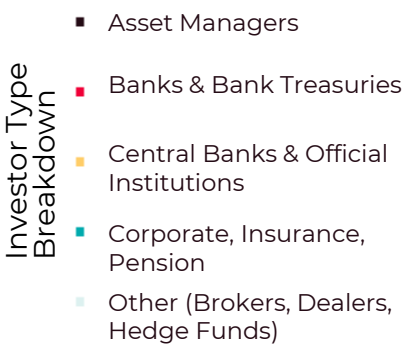 Investor Type
Breakdown
Asset Managers
Banks & Bank Treasuries
Central Banks & Official
Institutions
Corporate, Insurance,
Pension
Other (Brokers, Dealers,
Hedge Funds)